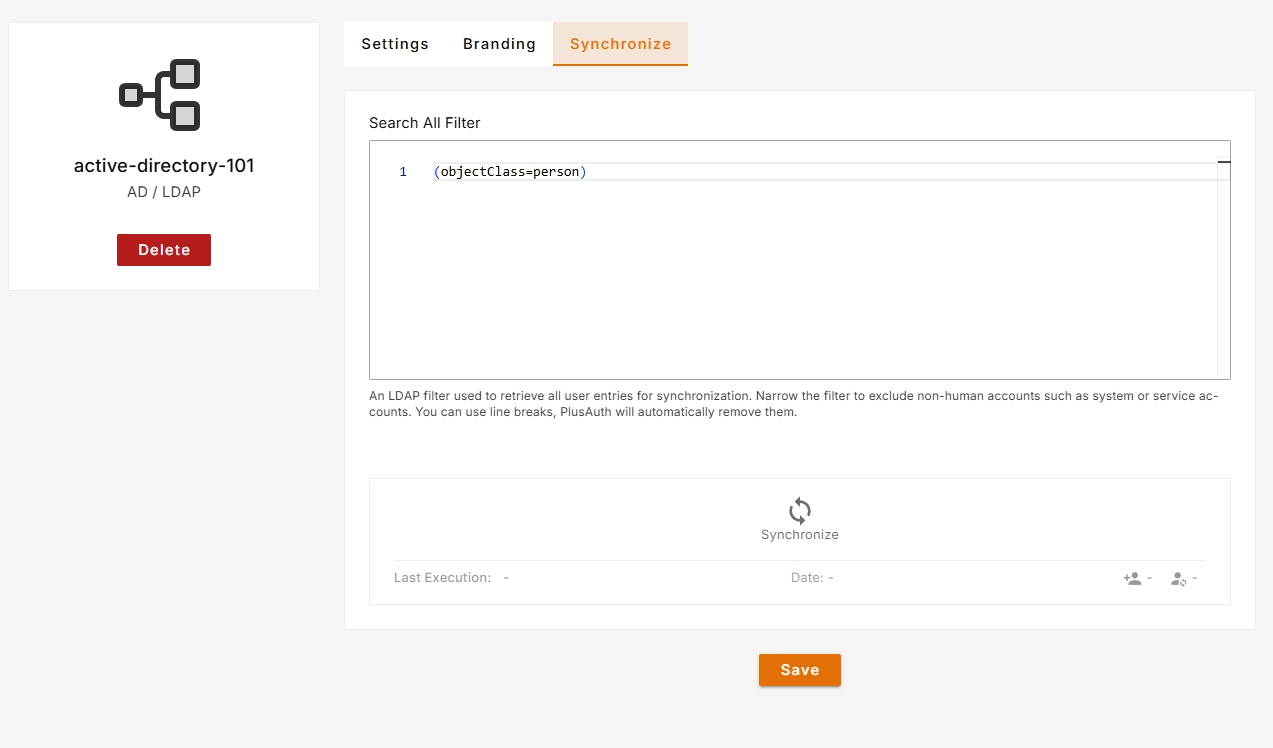 Settings
Branding
Synchronize
active-directory-101
AD / LDAP
Delete
Search All Filter
1 (objectClass=person)
An LDAP filter used to retrieve all user entries for synchronization. Narrow the filter to exclude non-human accounts such as system or service ac-
counts. You can use line breaks, PlusAuth will automatically remove them.
Synchronize
Last Execution: -
Date: -
-
-
Save